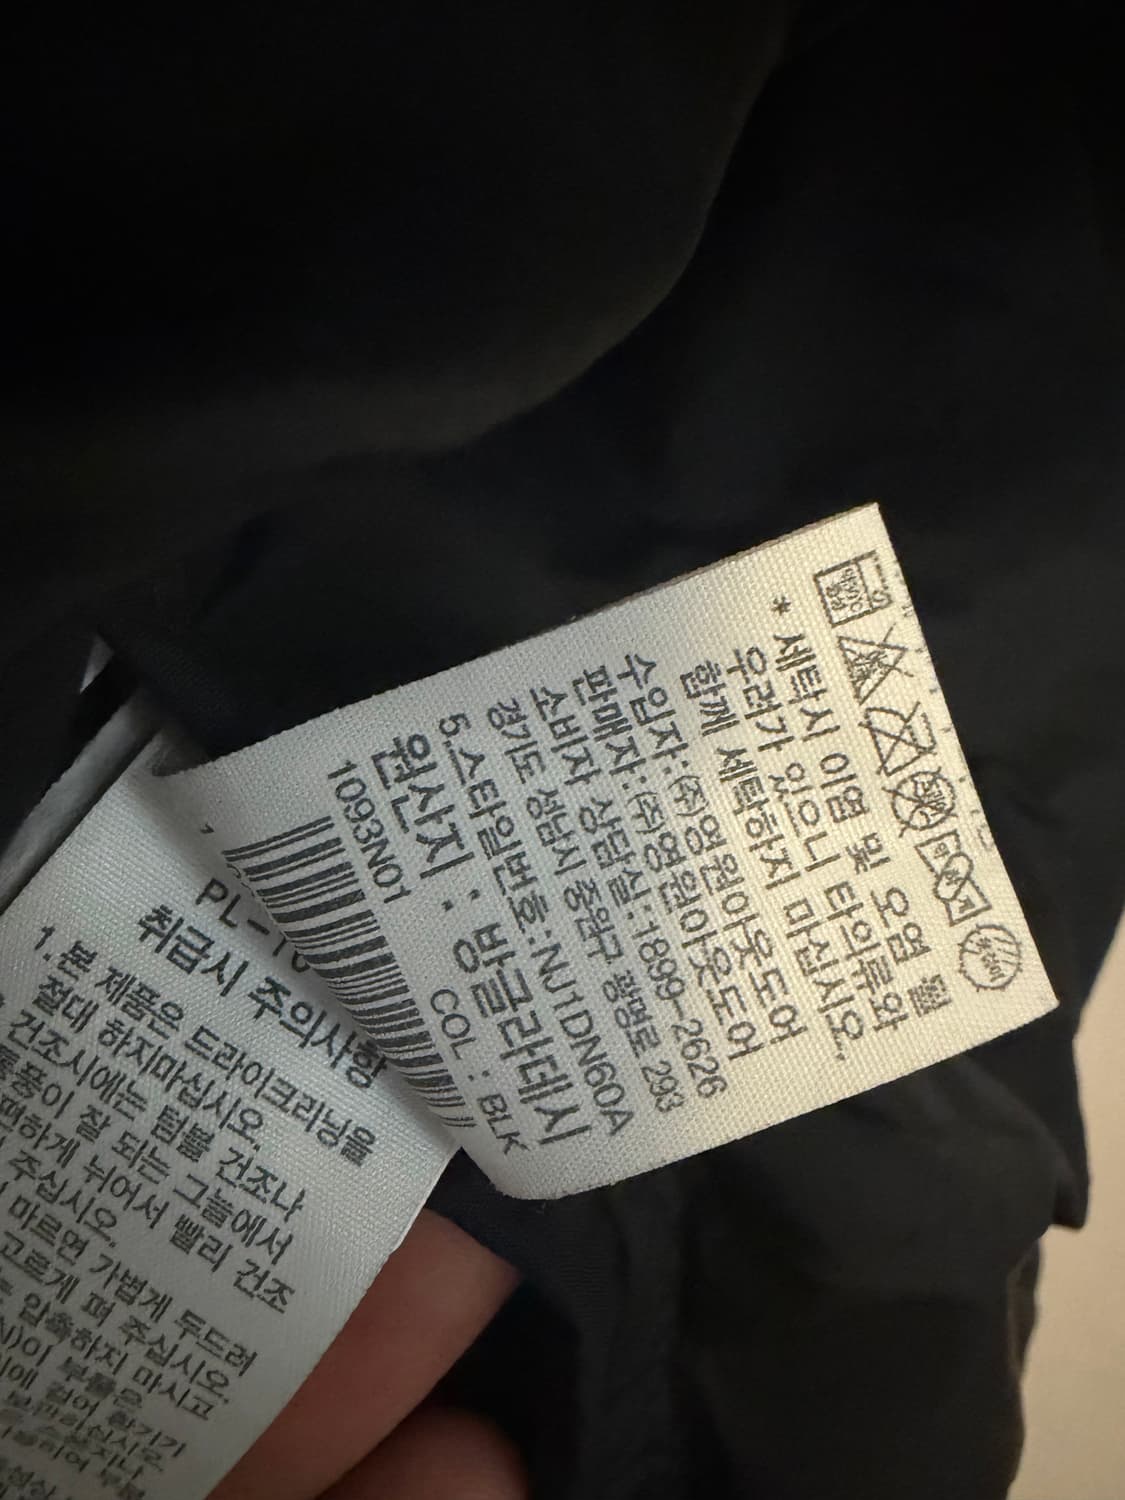 * 세탁시 이염 및 오염 될
우려가 있으니 타의류와
함께 세탁하지 마십시오.
수입자:(주)영원아웃도어
판매자:(주)영원아웃도어
소비자 상담실:1899-2626
경기도 성남시 중원구 광명로 293
5.스타일번호:NJ1DN60A
원산지 : 방글라데시
1093N01
COL : BLK
PL-10
취급시 주의사항
1.본 제품은 드라이크리닝을
절대 하지마십시오.
건조시에는 텀블 건조나
통풍이 잘 되는 그늘에서
편하게 뉘어서 빨리 건조
주십시오.
마르면 가볍게 두드려
고르게 펴 주십시오.
압축하지 마시고
부품은
걸어 향기기